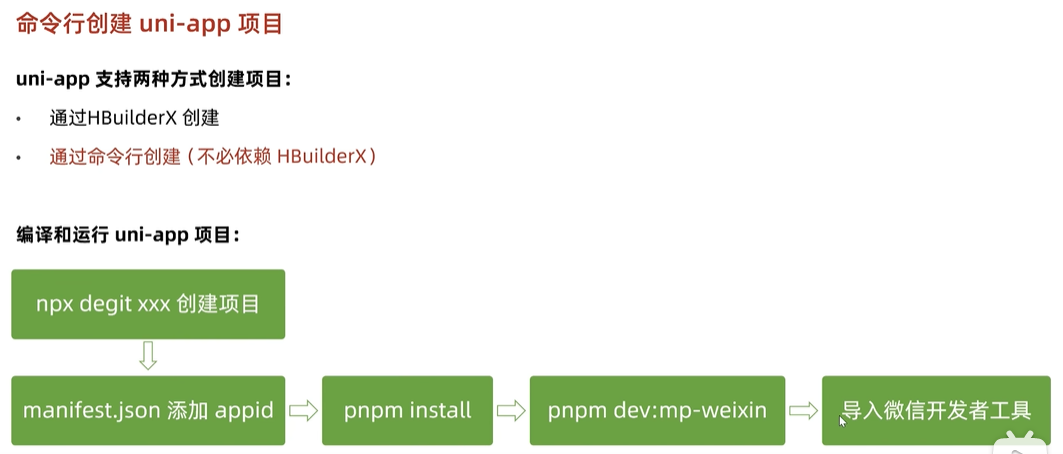 命令行创建 uni-app 项目
uni-app 支持两种方式创建项目：
• 通过HBuilderX 创建
• 通过命令行创建（不必依赖 HBuilderX）
编译和运行 uni-app 项目：
npx degit xxx 创建项目
manifest.json 添加 appid
pnpm install
pnpm dev:mp-weixin
导入微信开发者工具